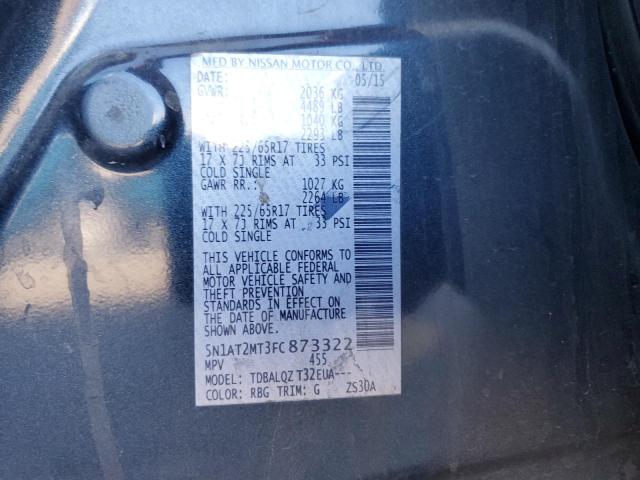 MFD BY NISSAN MOTOR CO., LTD.
DATE: 05/15
GVWR: 2036 KG
4489 LB
1040 KG
2293 LB
WITH 225/65R17 TIRES
17 X 7J RIMS AT 33 PSI
COLD SINGLE
GAWR RR.: 1027 KG
2264 LB
WITH 225/65R17 TIRES
17 X 7J RIMS AT 33 PSI
COLD SINGLE
THIS VEHICLE CONFORMS TO
ALL APPLICABLE FEDERAL
MOTOR VEHICLE SAFETY AND
THEFT PREVENTION
STANDARDS IN EFFECT ON
THE DATE OF MANUFACTURE
SHOWN ABOVE.
5N1AT2MT3FC873322
MPV 455
MODEL: TDBALQZ T32EUA---
COLOR: RBG TRIM: G ZS30A